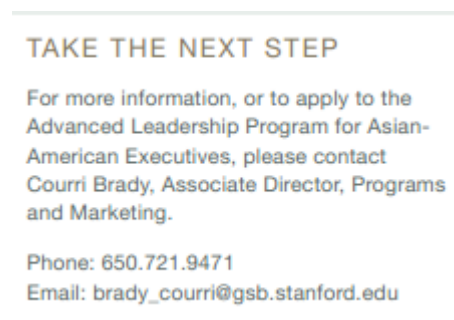 TAKE THE NEXT STEP
For more information, or to apply to the
Advanced Leadership Program for Asian-
American Executives, please contact
Courri Brady, Associate Director, Programs
and Marketing.
Phone: 650.721.9471
Email: brady_courri@gsb.stanford.edu